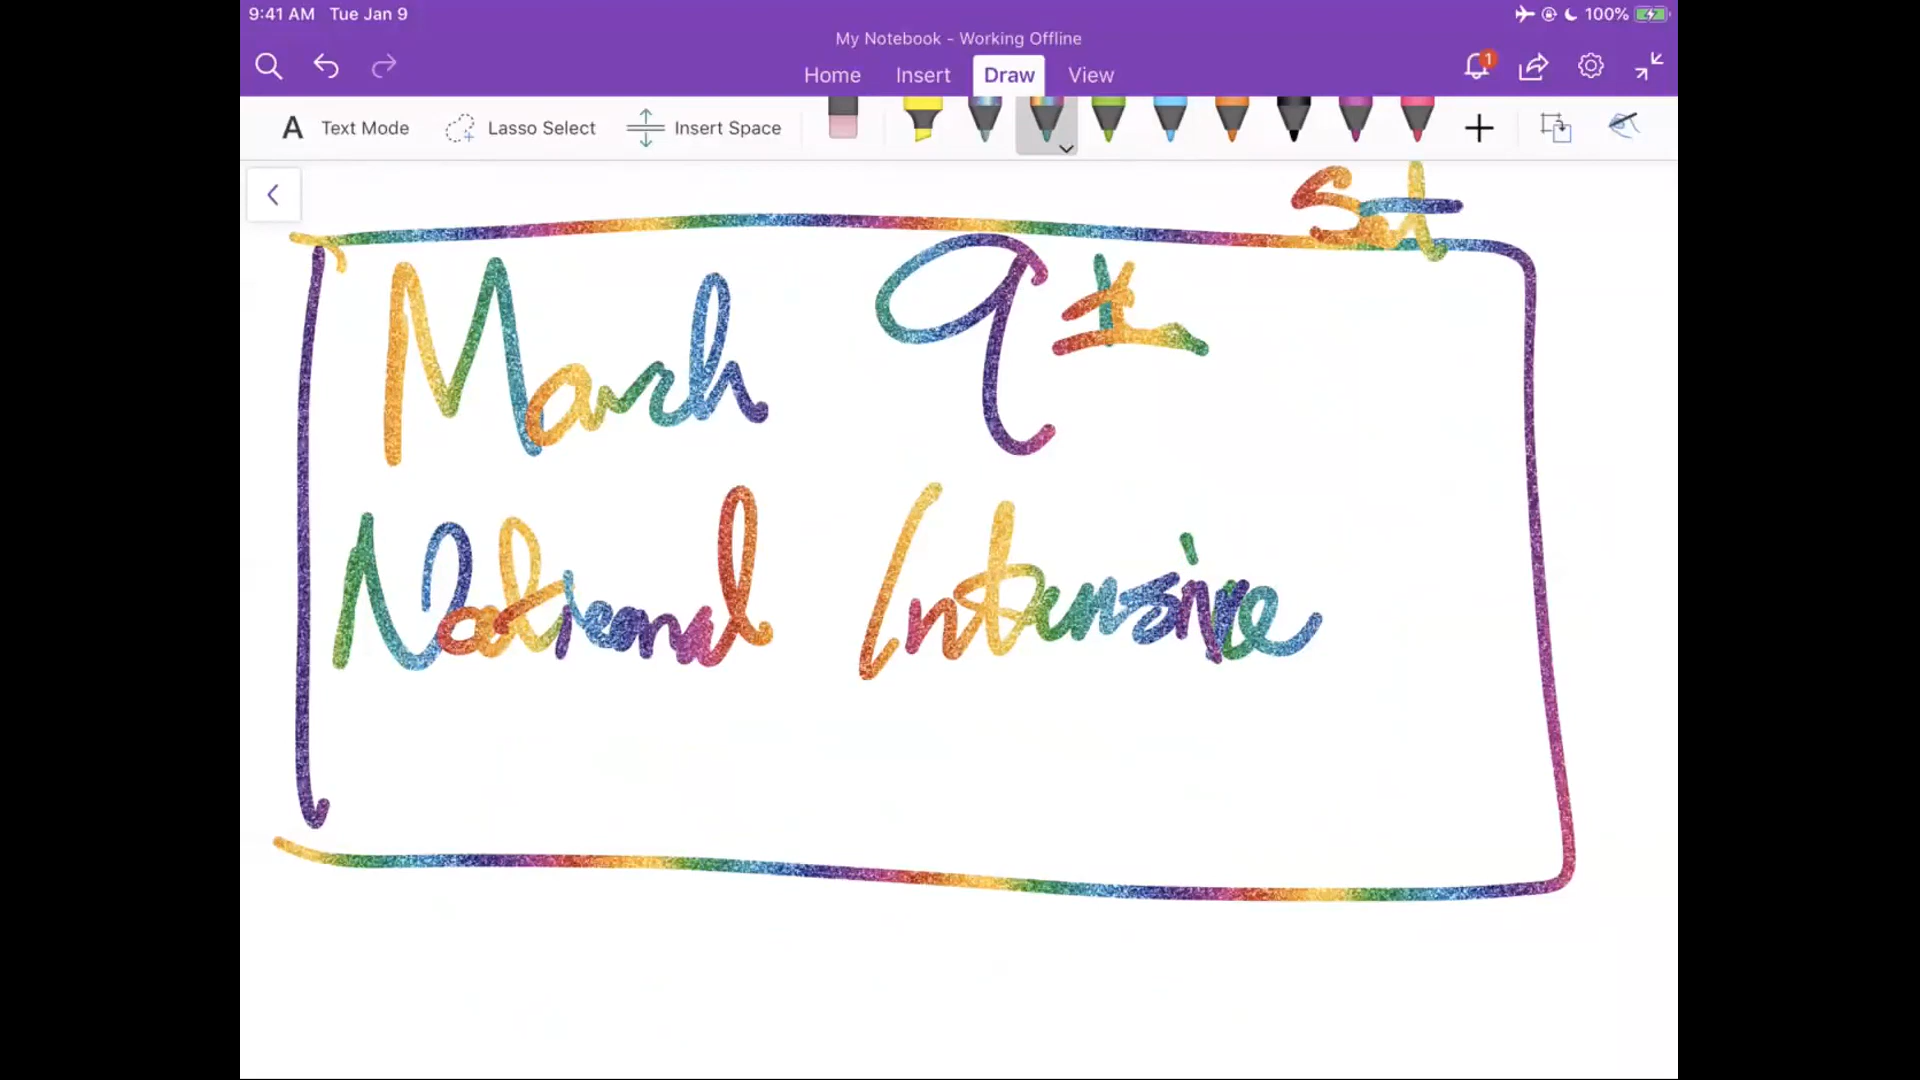 9:41 AM Tue Jan 9
100%
My Notebook - Working Offline
1
Home Insert Draw View
A Text Mode Lasso Select Insert Space
Sat
March 9th
National Intensive